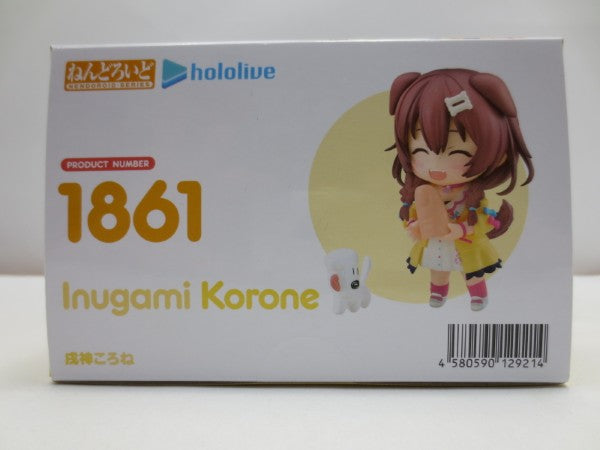 ねんどろいど
NENDOROID SERIES
hololive
PRODUCT NUMBER
1861
Inugami Korone
戌神ころね
4 580590 129214